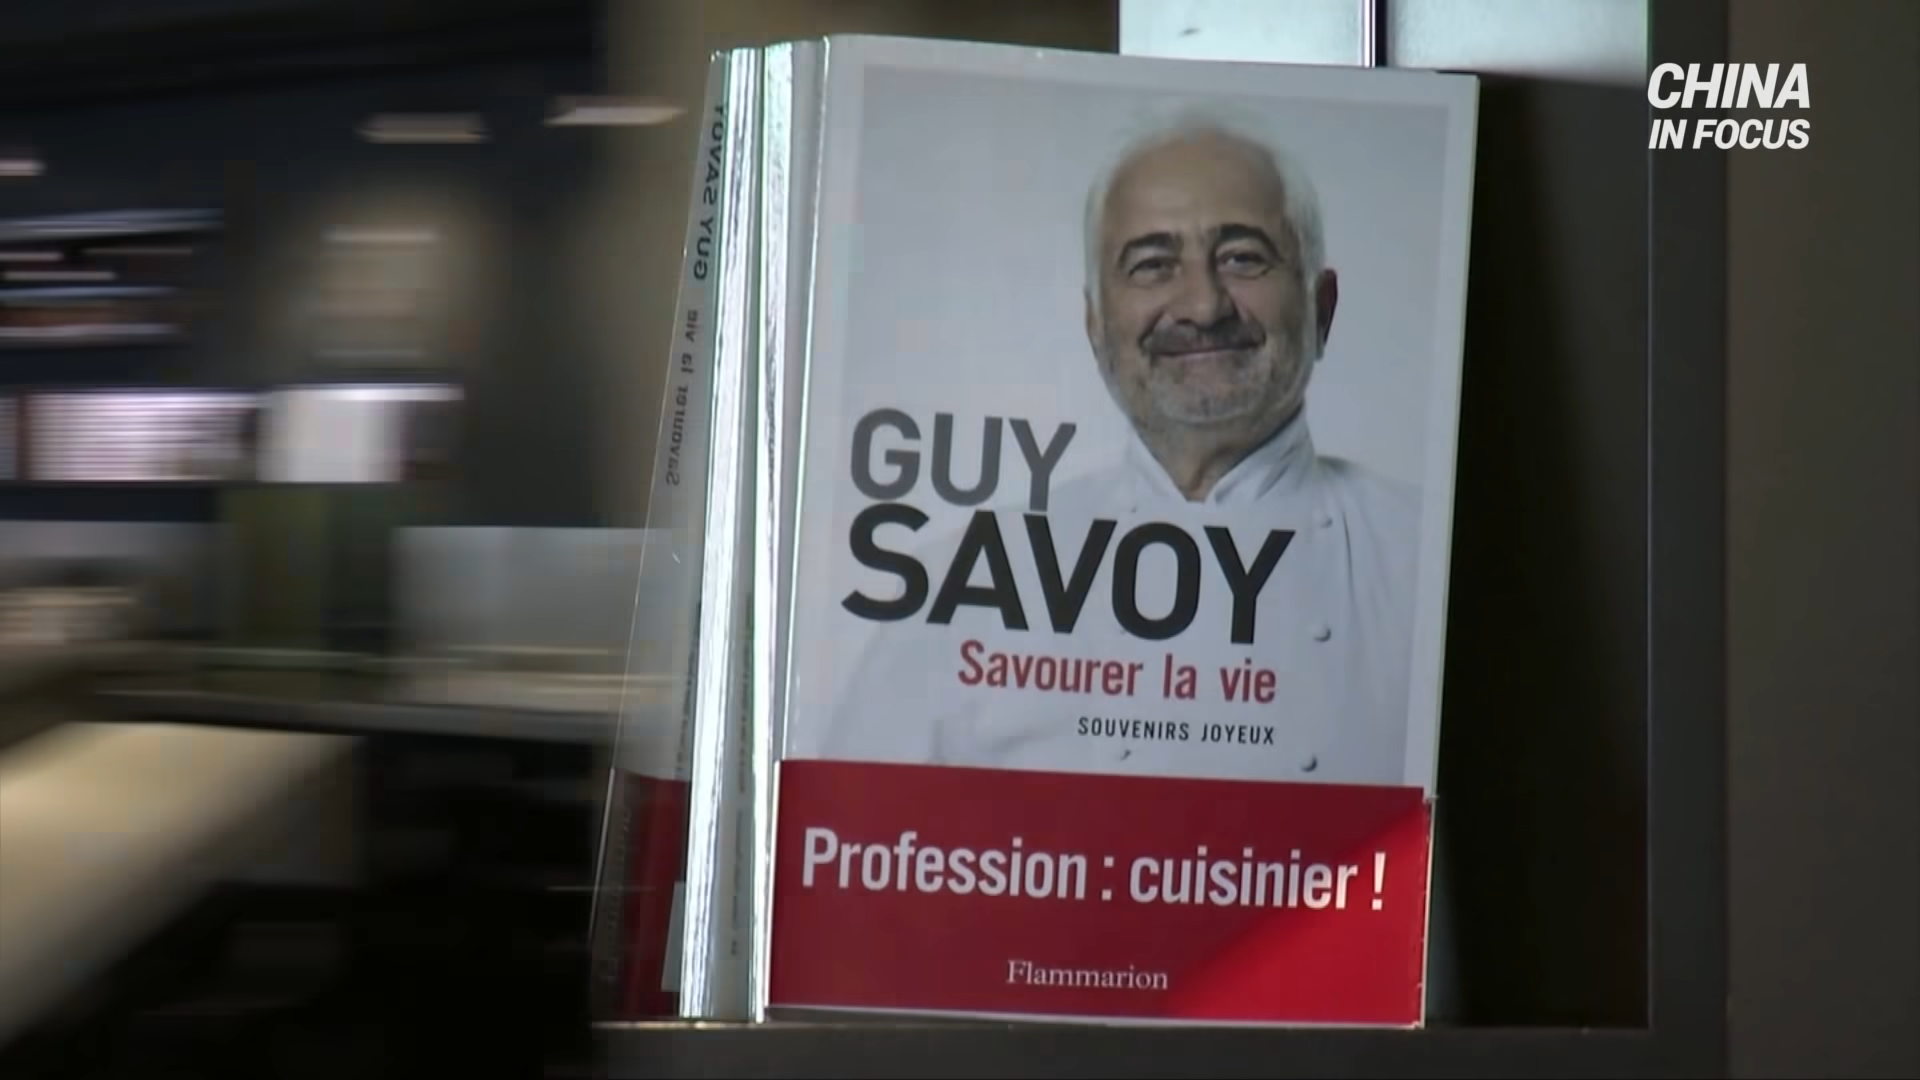 CHINA
IN FOCUS
GUY SAVOY
Savourer la vie
GUY
SAVOY
Savourer la vie
SOUVENIRS JOYEUX
Profession : cuisinier !
Flammarion